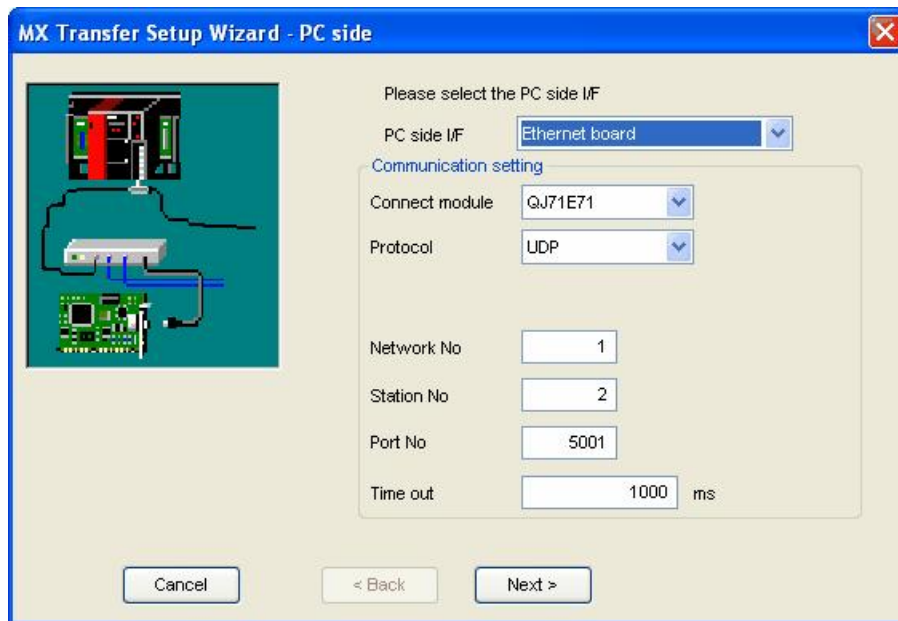 MX Transfer Setup Wizard - PC side
Please select the PC side I/F
PC side I/F Ethernet board
Communication setting
Connect module QJ71E71
Protocol UDP
Network No 1
Station No 2
Port No 5001
Time out 1000 ms
Cancel < Back Next >